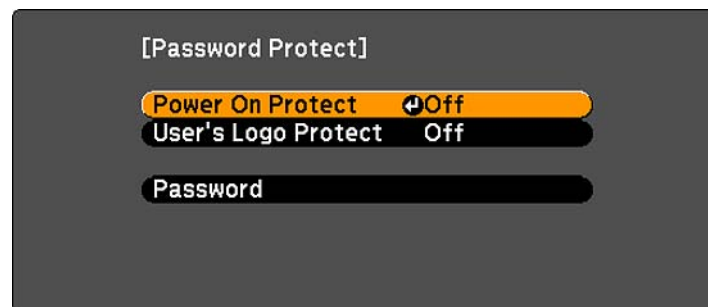 [Password Protect]
Power On Protect Off
User's Logo Protect Off
Password